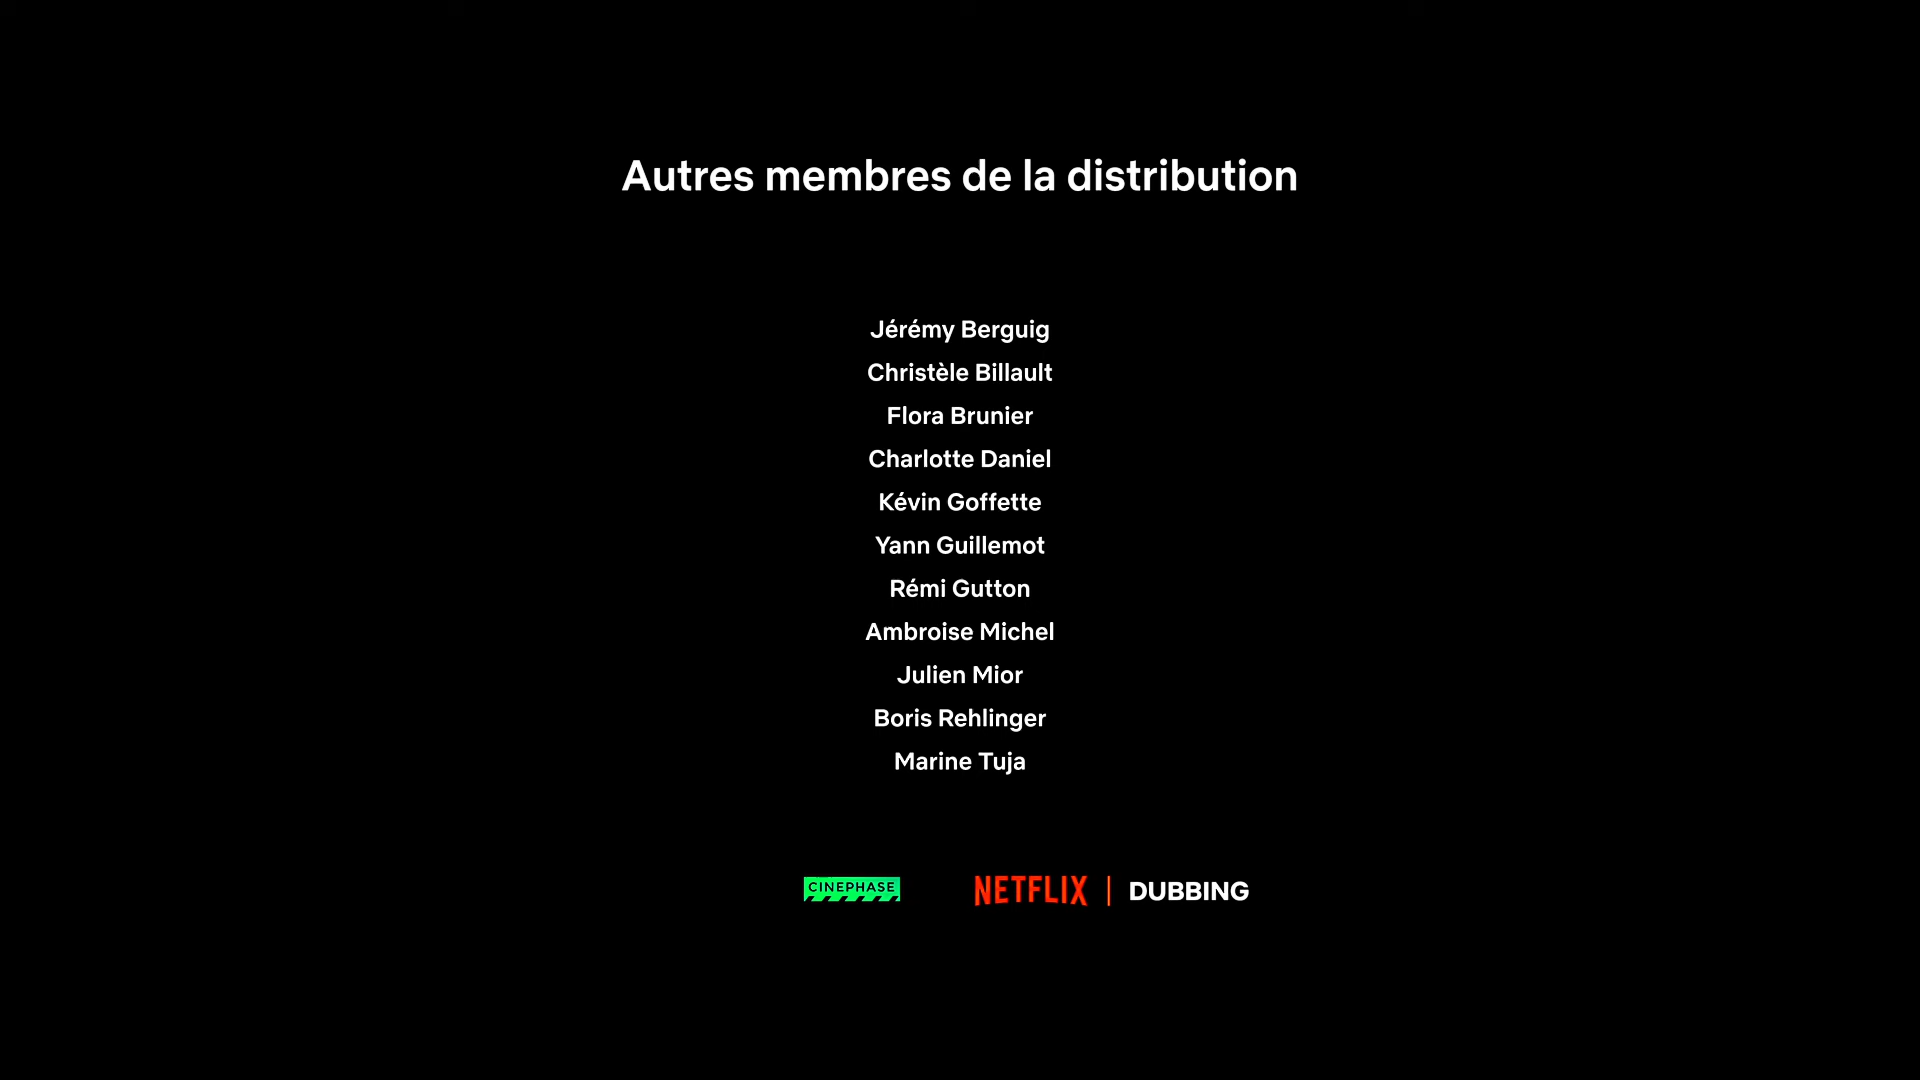 Autres membres de la distribution
Jérémy Berguig
Christèle Billault
Flora Brunier
Charlotte Daniel
Kévin Goffette
Yann Guillemot
Rémi Gutton
Ambroise Michel
Julien Mior
Boris Rehlinger
Marine Tuja
CINEPHASE NETFLIX | DUBBING